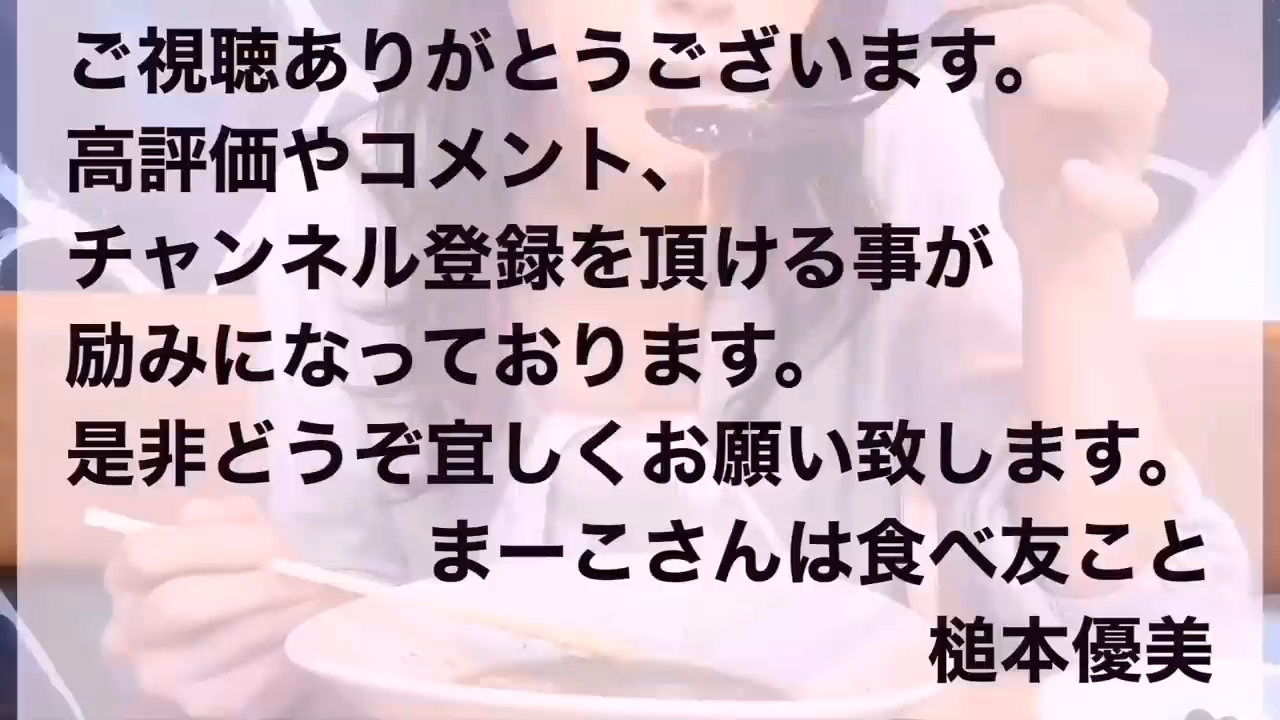 ご視聴ありがとうございます。
高評価やコメント、
チャンネル登録を頂ける事が
励みになっております。
是非どうぞ宜しくお願い致します。
まーこさんは食べ友こと
槌本優美